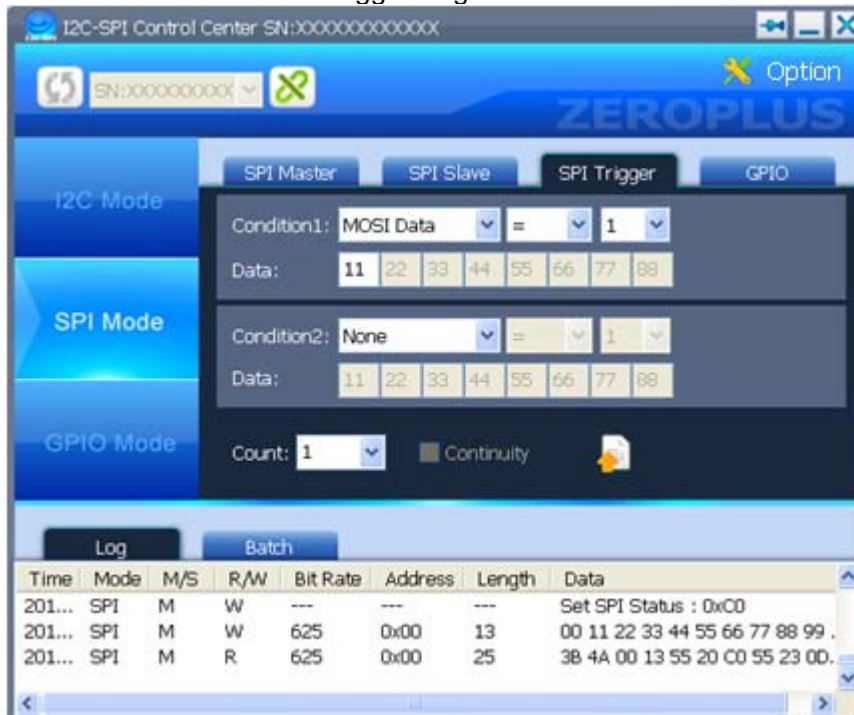 I2C-SPI Control Center SN:XXXXXXXXXXXX
SN:XXXXXXXXX
Option
ZEROPLUS
I2C Mode
SPI Mode
GPIO Mode
SPI Master SPI Slave SPI Trigger GPIO
Condition1: MOSI Data = 1
Data: 11 22 33 44 55 66 77 88
Condition2: None = 1
Data: 11 22 33 44 55 66 77 88
Count: 1 Continuity
Log Batch
Time Mode M/S R/W Bit Rate Address Length Data
201... SPI M W --- --- --- Set SPI Status : 0xC0
201... SPI M W 625 0x00 13 00 11 22 33 44 55 66 77 88 99 .
201... SPI M R 625 0x00 25 3B 4A 00 13 55 20 C0 55 23 0D.